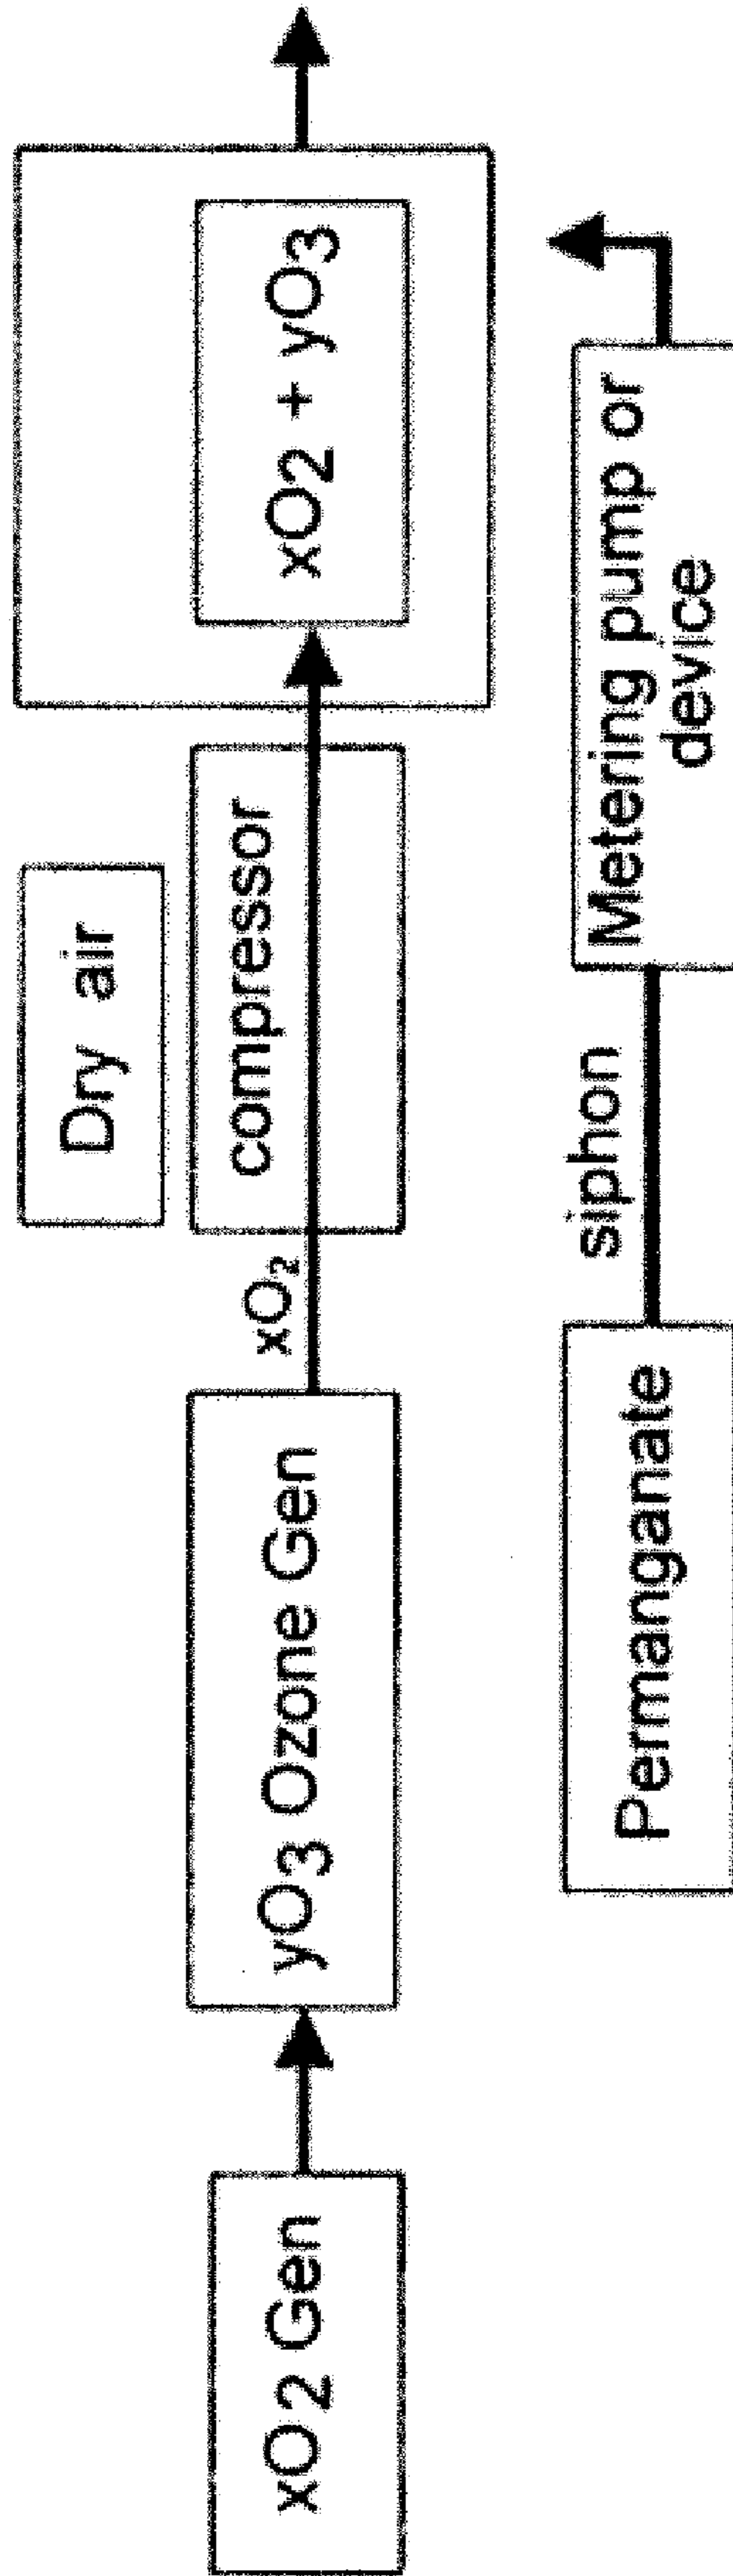 xO2 Gen
yO3 Ozone Gen
xO2
Dry air
compressor
xO2 + yO3
Permanganate
siphon
Metering pump or
device